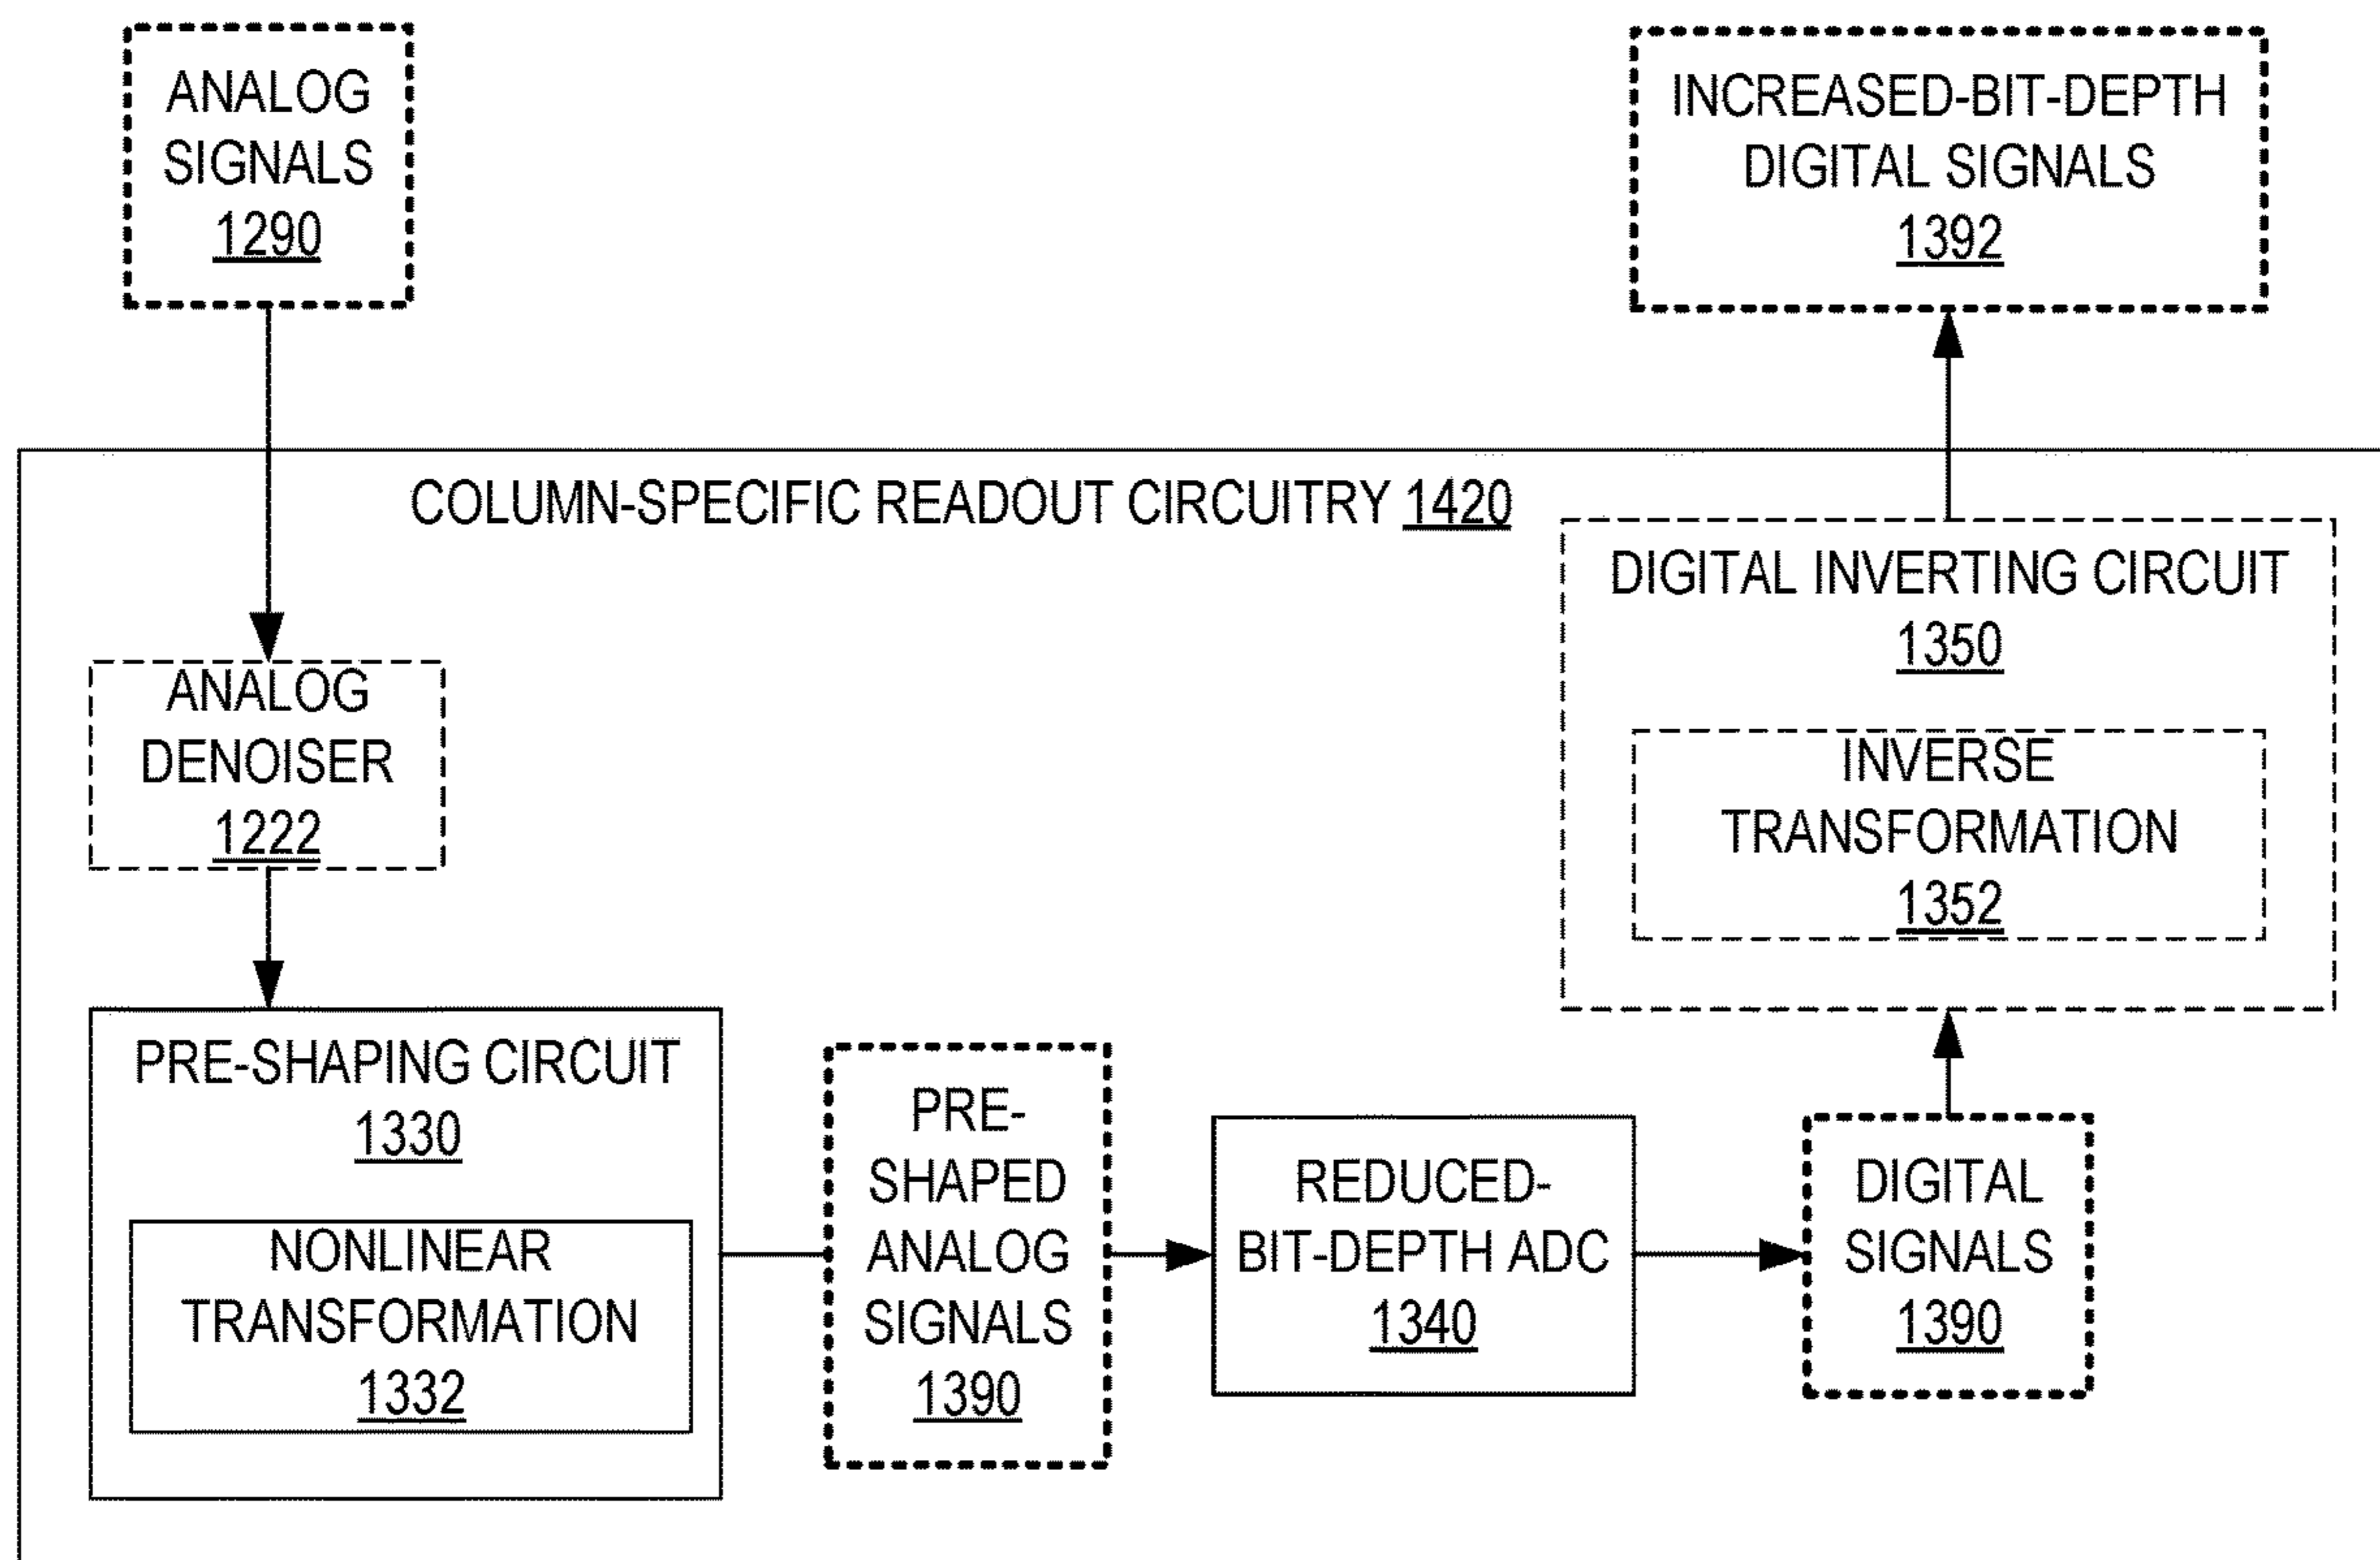 ANALOG
SIGNALS
1290
INCREASED-BIT-DEPTH
DIGITAL SIGNALS
1392
COLUMN-SPECIFIC READOUT CIRCUITRY 1420
ANALOG
DENOISER
1222
DIGITAL INVERTING CIRCUIT
1350
INVERSE
TRANSFORMATION
1352
PRE-SHAPING CIRCUIT
1330
NONLINEAR
TRANSFORMATION
1332
PRE-
SHAPED
ANALOG
SIGNALS
1390
REDUCED-
BIT-DEPTH ADC
1340
DIGITAL
SIGNALS
1390